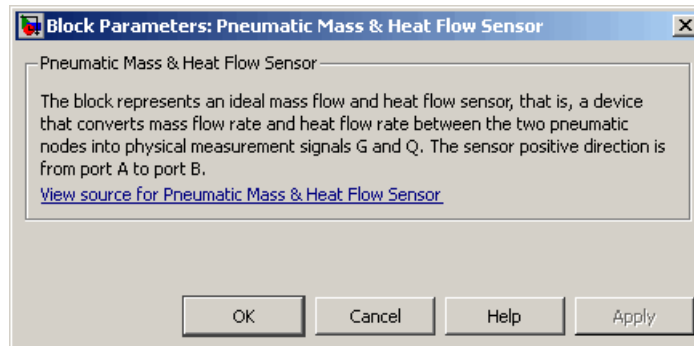 Block Parameters: Pneumatic Mass & Heat Flow Sensor
Pneumatic Mass & Heat Flow Sensor
The block represents an ideal mass flow and heat flow sensor, that is, a device
that converts mass flow rate and heat flow rate between the two pneumatic
nodes into physical measurement signals G and Q. The sensor positive direction is
from port A to port B.
View source for Pneumatic Mass & Heat Flow Sensor
OK Cancel Help Apply